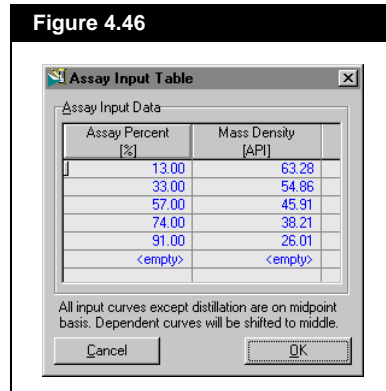 Figure 4.46
Assay Input Table
Assay Input Data
Assay Percent Mass Density
[%] [API]
13.00 63.28
33.00 54.86
57.00 45.91
74.00 38.21
91.00 26.01
<empty> <empty>
All input curves except distillation are on midpoint
basis. Dependent curves will be shifted to middle.
Cancel OK